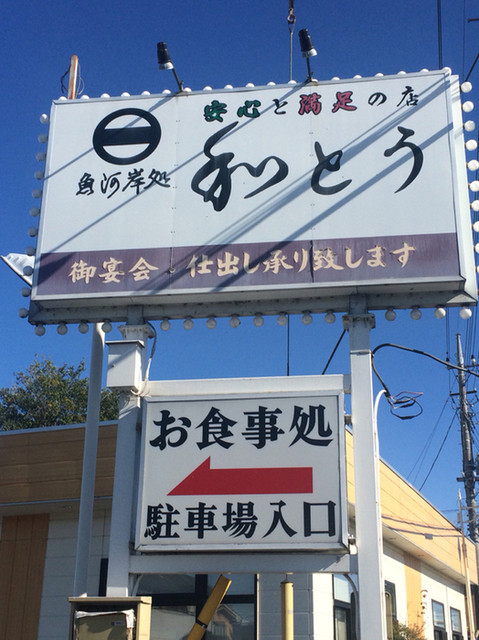 安心と満足の店
魚河岸処
和とう
御宴会・仕出し承り致します
お食事処
駐車場入口